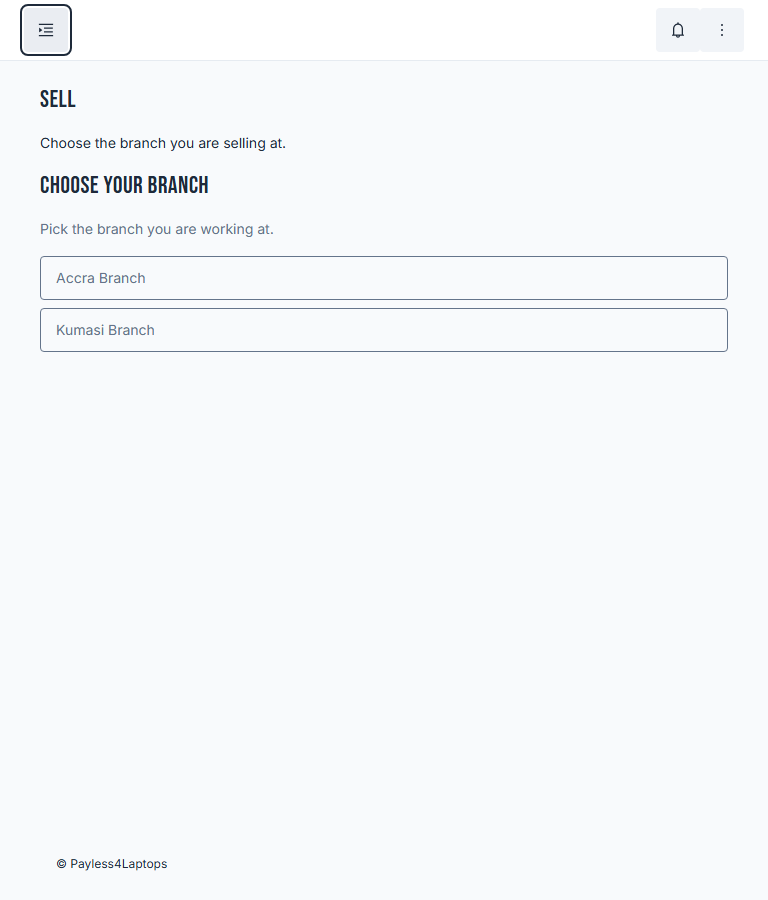 SELL
Choose the branch you are selling at.
CHOOSE YOUR BRANCH
Pick the branch you are working at.
Accra Branch
Kumasi Branch
© Payless4Laptops